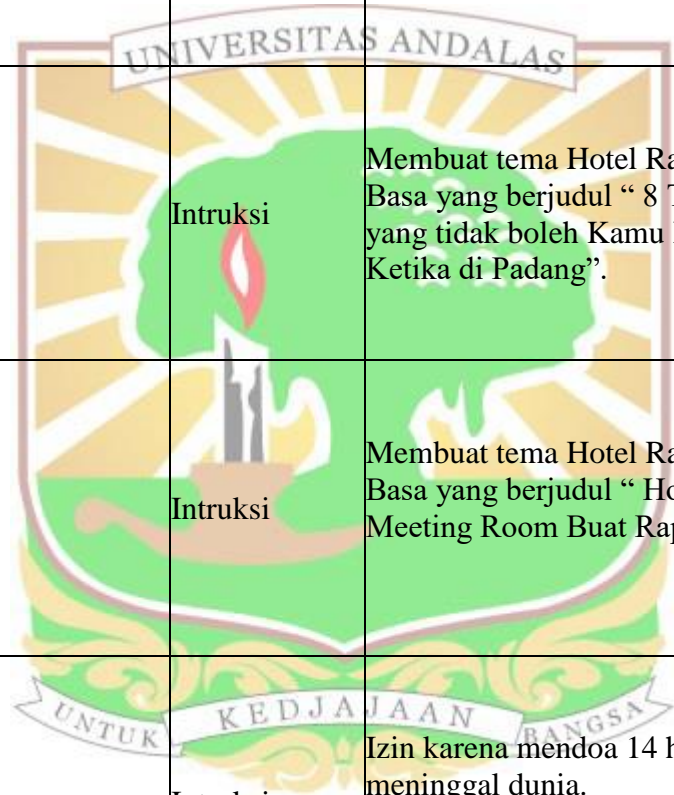 UNIVERSITAS ANDALAS
Intruksi
Membuat tema Hotel Ra
Basa yang berjudul “ 8
yang tidak boleh Kamu
Ketika di Padang”.
Intruksi
Membuat tema Hotel Ra
Basa yang berjudul “ Ho
Meeting Room Buat Rap
UNTUK KEDJAJAAN BANGSA
Izin karena mendoa 14 h
meninggal dunia.